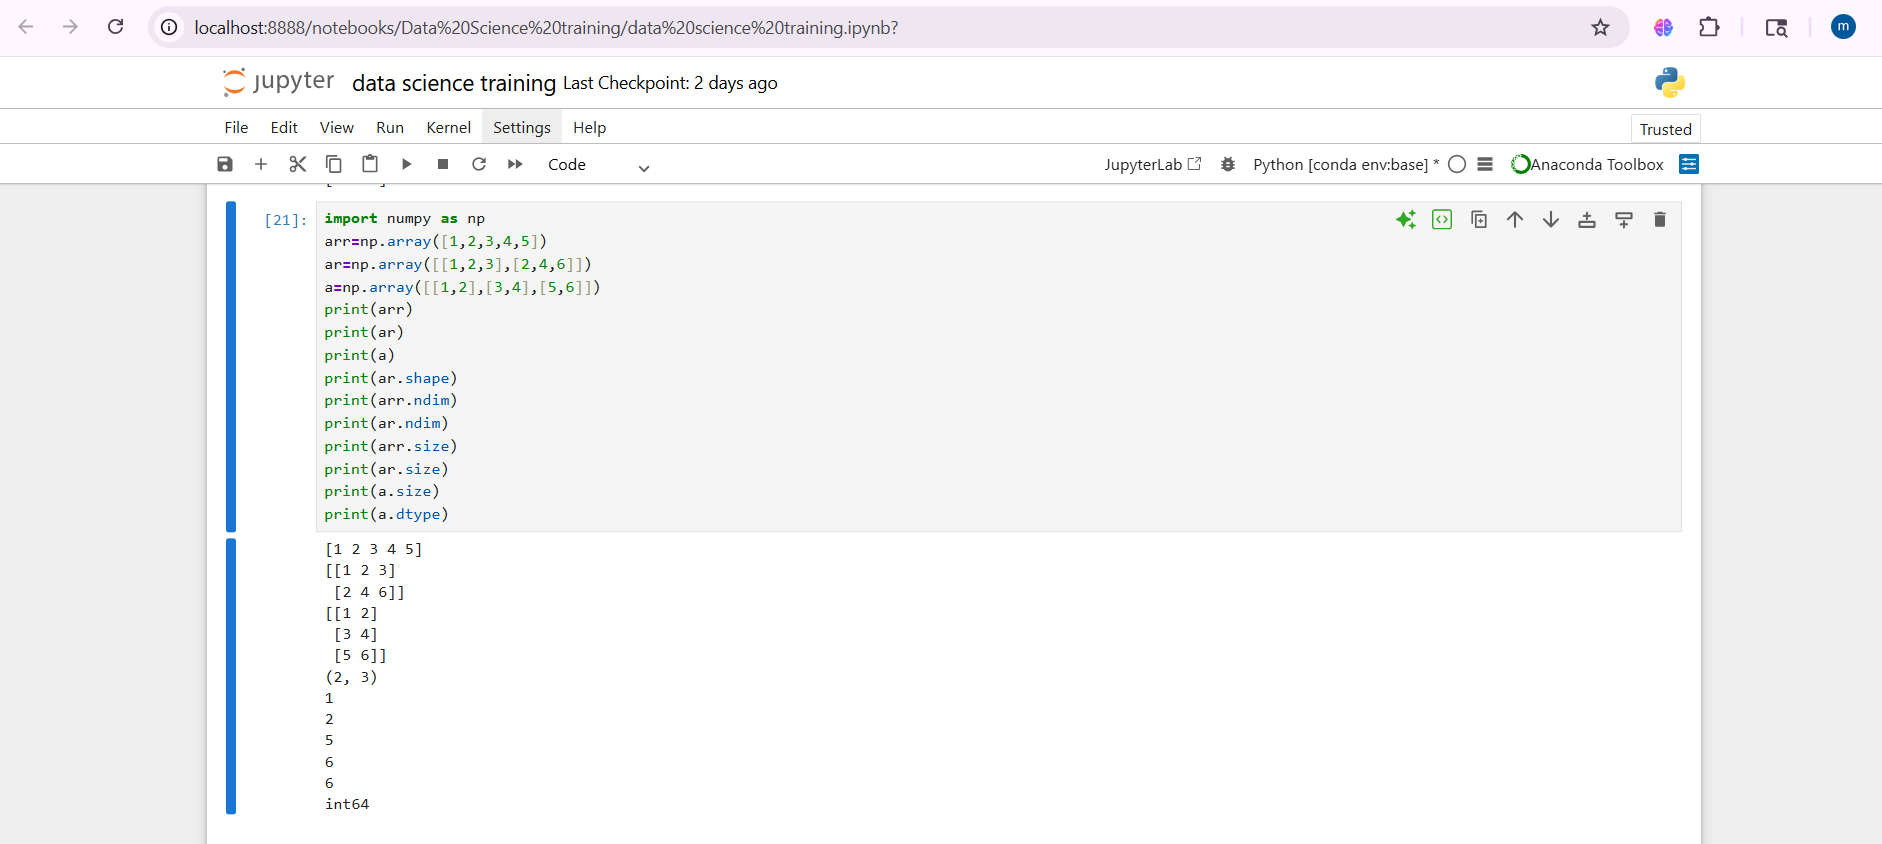 localhost:8888/notebooks/Data%20Science%20training/data%20science%20training.ipynb?
m
jupyter data science training Last Checkpoint: 2 days ago
File Edit View Run Kernel Settings Help
Trusted
Code
JupyterLab
Python [conda env:base] *
Anaconda Toolbox
[21]:
import numpy as np
arr=np.array([1,2,3,4,5])
ar=np.array([[1,2,3],[2,4,6]])
a=np.array([[1,2],[3,4],[5,6]])
print(arr)
print(ar)
print(a)
print(ar.shape)
print(arr.ndim)
print(ar.ndim)
print(arr.size)
print(ar.size)
print(a.size)
print(a.dtype)
[1 2 3 4 5]
[[1 2 3]
 [2 4 6]]
[[1 2]
 [3 4]
 [5 6]]
(2, 3)
1
2
5
6
6
int64